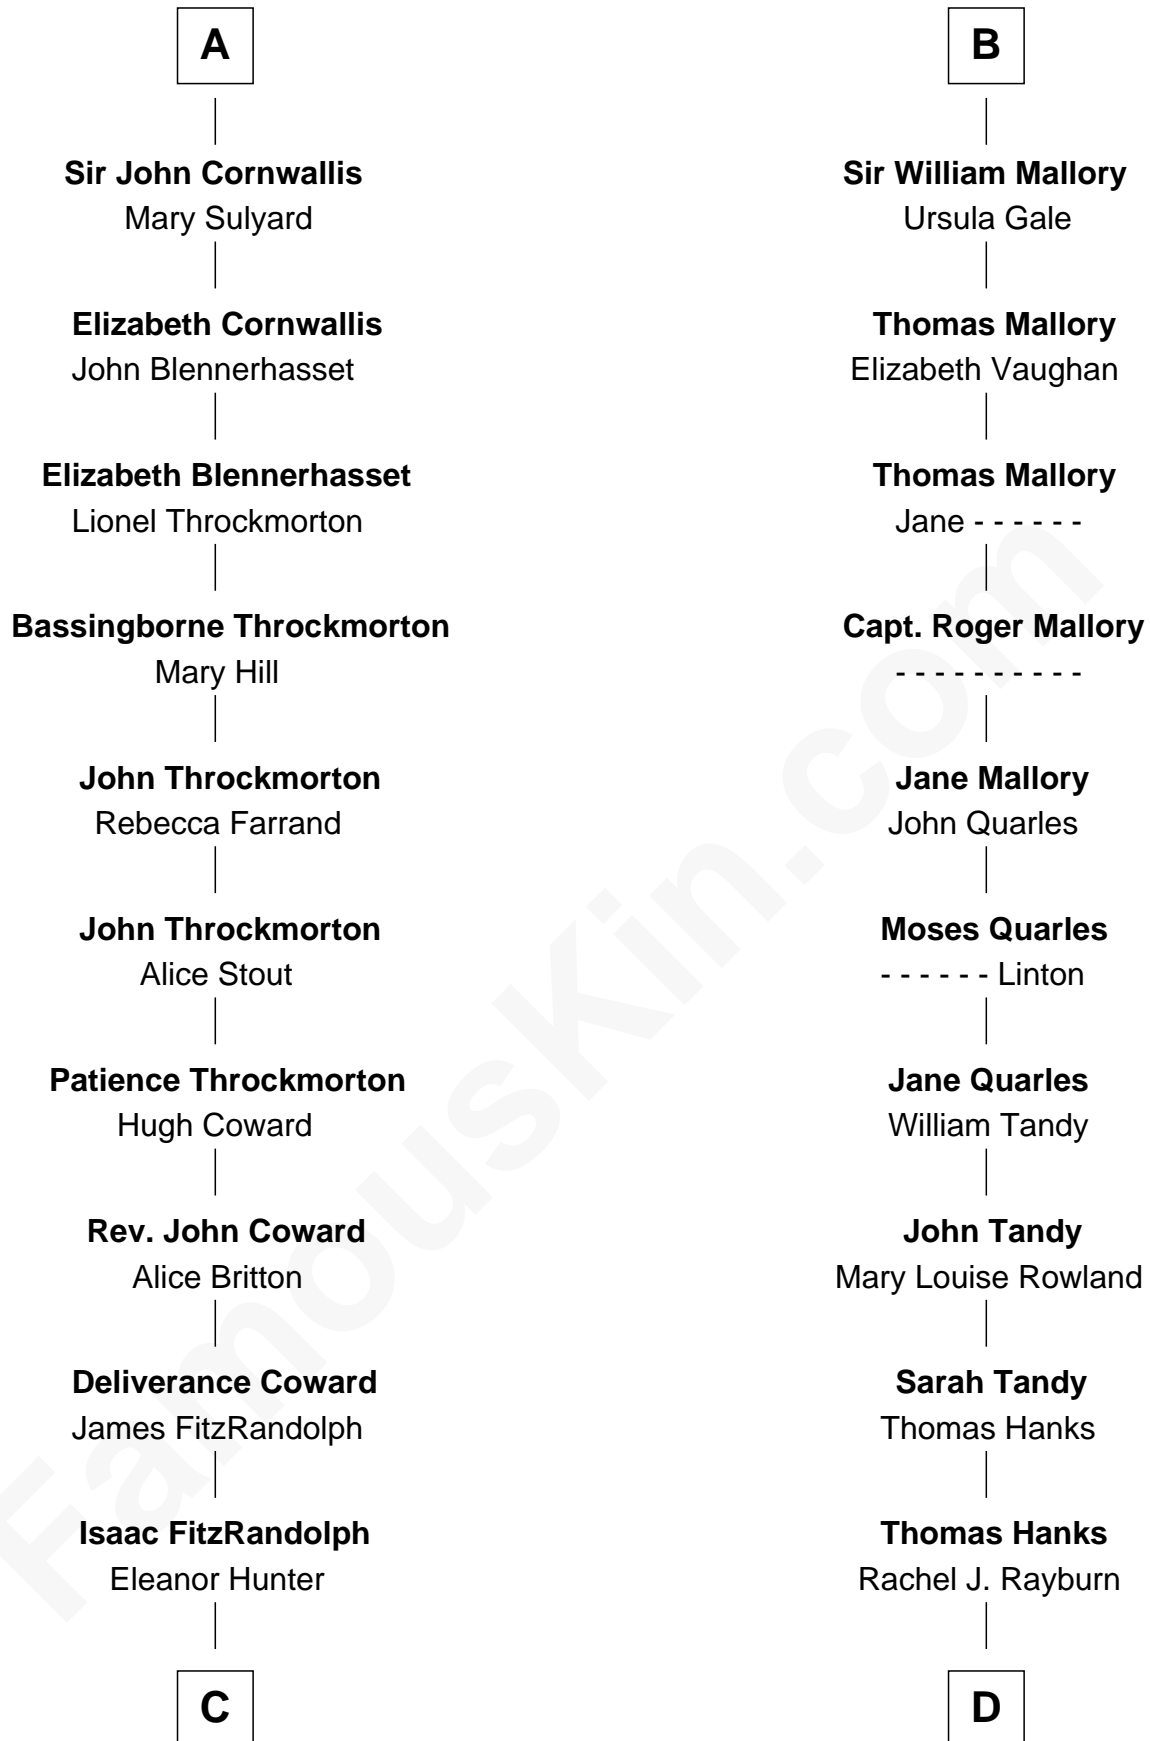 A
Sir John Cornwallis
Mary Sulyard
Elizabeth Cornwallis
John Blennerhasset
Elizabeth Blennerhasset
Lionel Throckmorton
Bassingborne Throckmorton
Mary Hill
John Throckmorton
Rebecca Farrand
John Throckmorton
Alice Stout
Patience Throckmorton
Hugh Coward
Rev. John Coward
Alice Britton
Deliverance Coward
James FitzRandolph
Isaac FitzRandolph
Eleanor Hunter
C
B
Sir William Mallory
Ursula Gale
Thomas Mallory
Elizabeth Vaughan
Thomas Mallory
Jane - - - - - -
Capt. Roger Mallory
- - - - - - - - - -
Jane Mallory
John Quarles
Moses Quarles
- - - - - - Linton
Jane Quarles
William Tandy
John Tandy
Mary Louise Rowland
Sarah Tandy
Thomas Hanks
Thomas Hanks
Rachel J. Rayburn
D
FamousKin.com